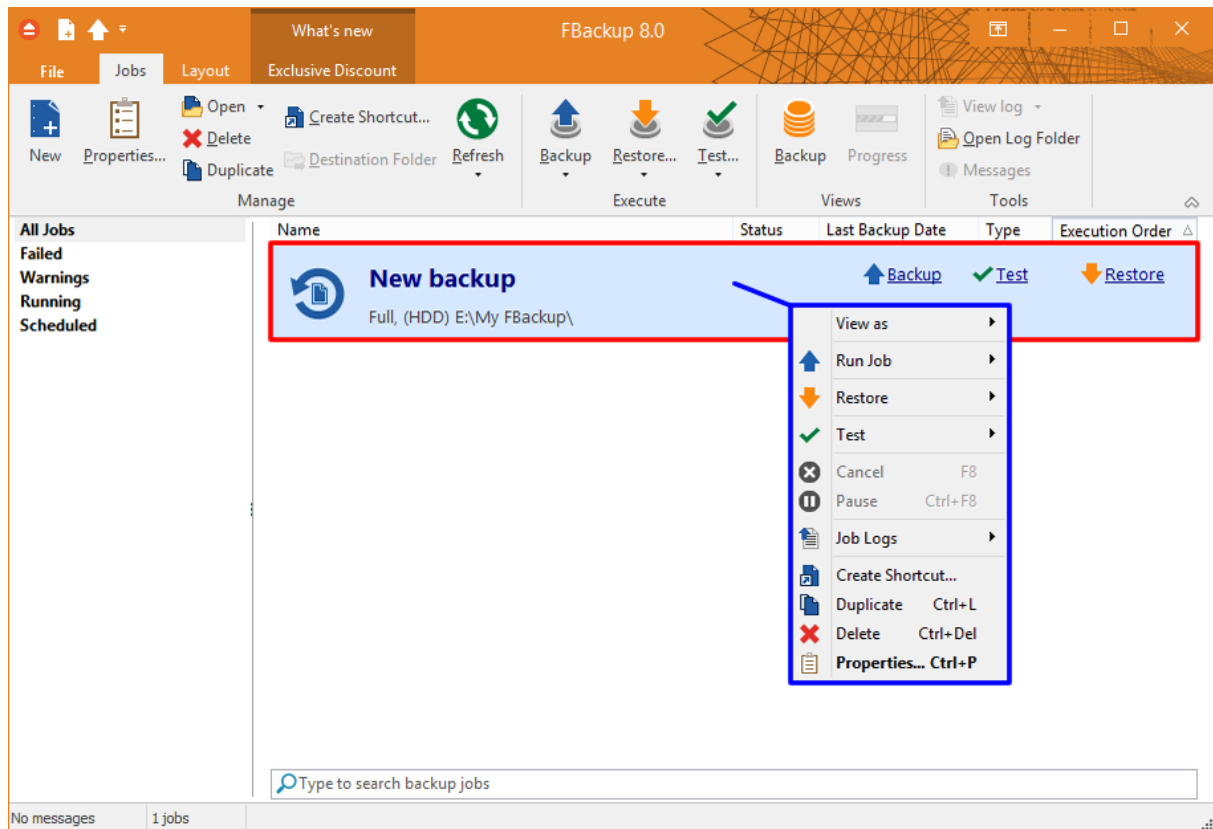 What's new
FBackup 8.0
File
Jobs
Layout
Exclusive Discount
New
Properties...
Open
Delete
Duplicate
Create Shortcut...
Destination Folder
Refresh
Manage
Backup
Restore...
Test...
Execute
Backup
Progress
Views
View log
Open Log Folder
Messages
Tools
All Jobs
Failed
Warnings
Running
Scheduled
Name Status Last Backup Date Type Execution Order
New backup
Full, (HDD) E:\My FBackup\
Backup Test Restore
View as
Run Job
Restore
Test
Cancel F8
Pause Ctrl+F8
Job Logs
Create Shortcut...
Duplicate Ctrl+L
Delete Ctrl+Del
Properties... Ctrl+P
Type to search backup jobs
No messages 1 jobs